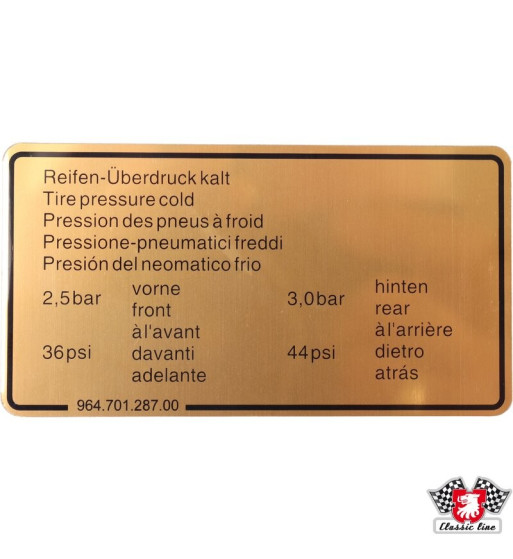 Reifen-Überdruck kalt
Tire pressure cold
Pression des pneus à froid
Pressione-pneumatici freddi
Presión del neomatico frio
2,5 bar
36 psi
vorne
front
à l'avant
davanti
adelante
3,0 bar
44 psi
hinten
rear
à l'arrière
dietro
atrás
964.701.287.00
Classic line